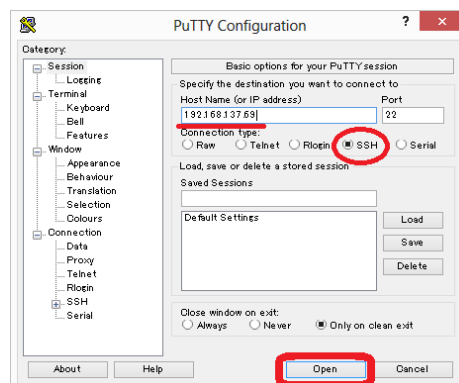 PuTTY Configuration ? ×
Category:
Session
Logging
Terminal
Keyboard
Bell
Features
Window
Appearance
Behaviour
Translation
Selection
Colours
Connection
Data
Proxy
Telnet
Rlogin
SSH
Serial
Basic options for your PuTTY session
Specify the destination you want to connect to
Host Name (or IP address) Port
192.168.137.69 22
Connection type:
Raw Telnet Rlogin SSH Serial
Load, save or delete a stored session
Saved Sessions
Default Settings
Load
Save
Delete
Close window on exit:
Always Never Only on clean exit
About Help Open Cancel